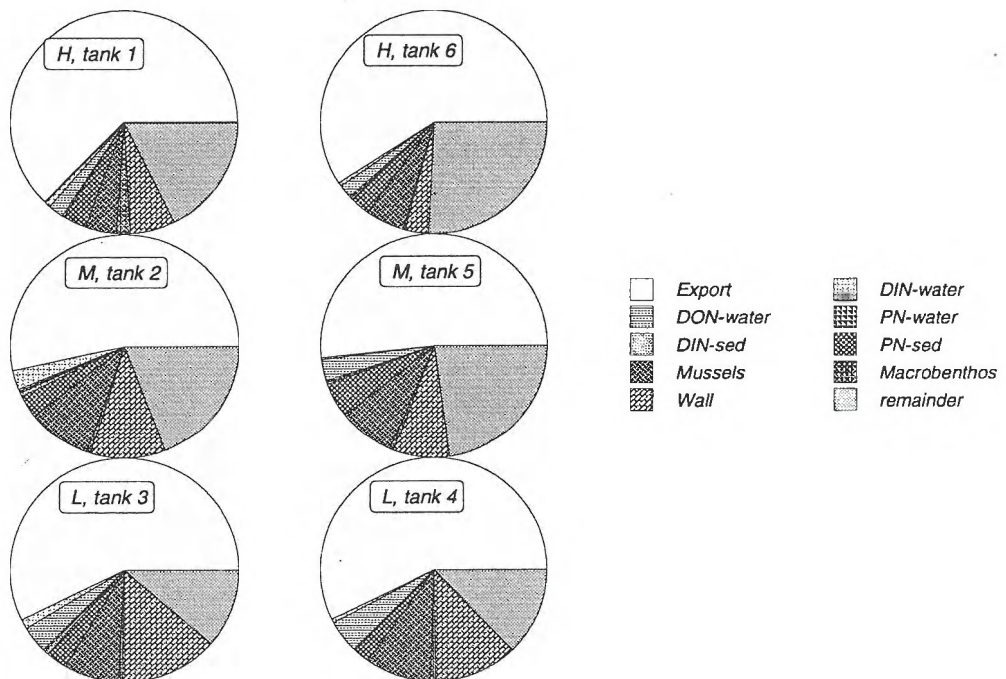 H, tank 1
H, tank 6
M, tank 2
M, tank 5
L, tank 3
L, tank 4
Export
DON-water
DIN-sed
Mussels
Wall
DIN-water
PN-water
PN-sed
Macrobenthos
remainder